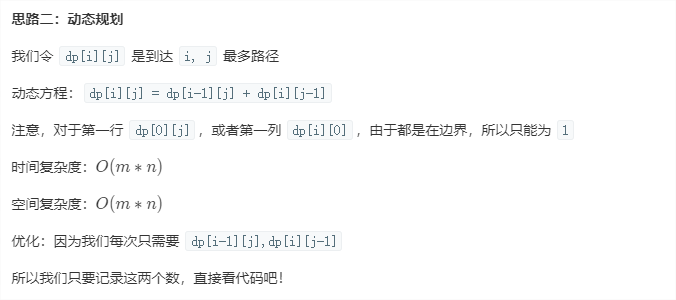 思路二：动态规划
我们令 dp[i][j] 是到达 i, j 最多路径
动态方程：dp[i][j] = dp[i-1][j] + dp[i][j-1]
注意，对于第一行 dp[0][j]，或者第一列 dp[i][0]，由于都是在边界，所以只能为 1
时间复杂度：O(m * n)
空间复杂度：O(m * n)
优化：因为我们每次只需要 dp[i-1][j],dp[i][j-1]
所以我们只要记录这两个数，直接看代码吧！